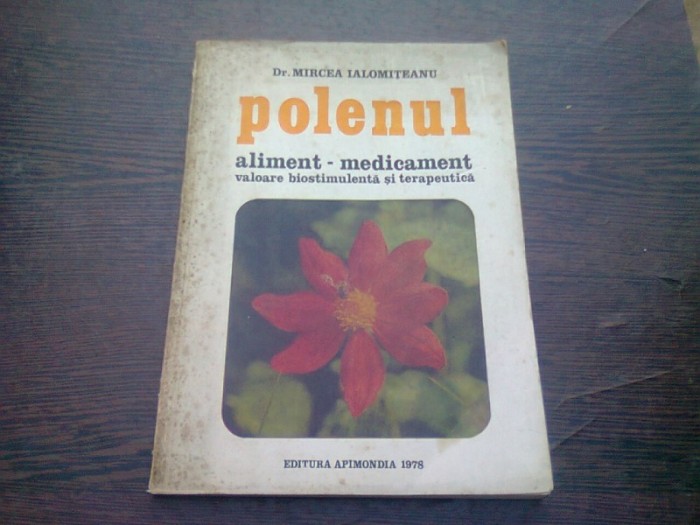 Dr. MIRCEA IALOMIȚEANU
polenul
aliment - medicament
valoare biostimulentă și terapeutică
EDITURA APIMONDIA 1978